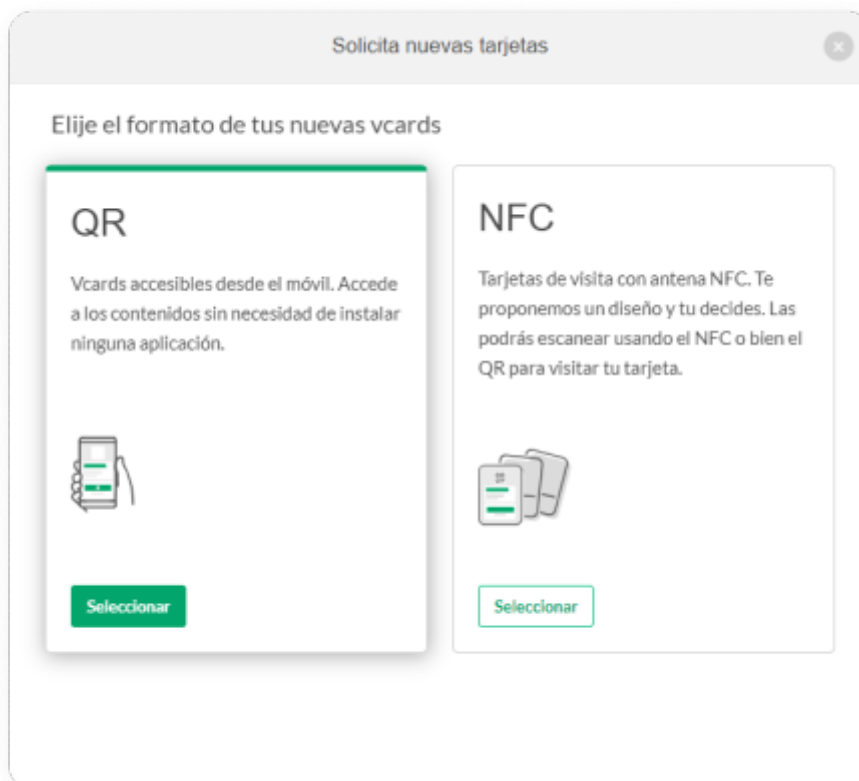 Solicita nuevas tarjetas
Elije el formato de tus nuevas vcards
QR
Vcards accesibles desde el móvil. Accede
a los contenidos sin necesidad de instalar
ninguna aplicación.
Seleccionar
NFC
Tarjetas de visita con antena NFC. Te
proponemos un diseño y tu decides. Las
podrás escanear usando el NFC o bien el
QR para visitar tu tarjeta.
Seleccionar